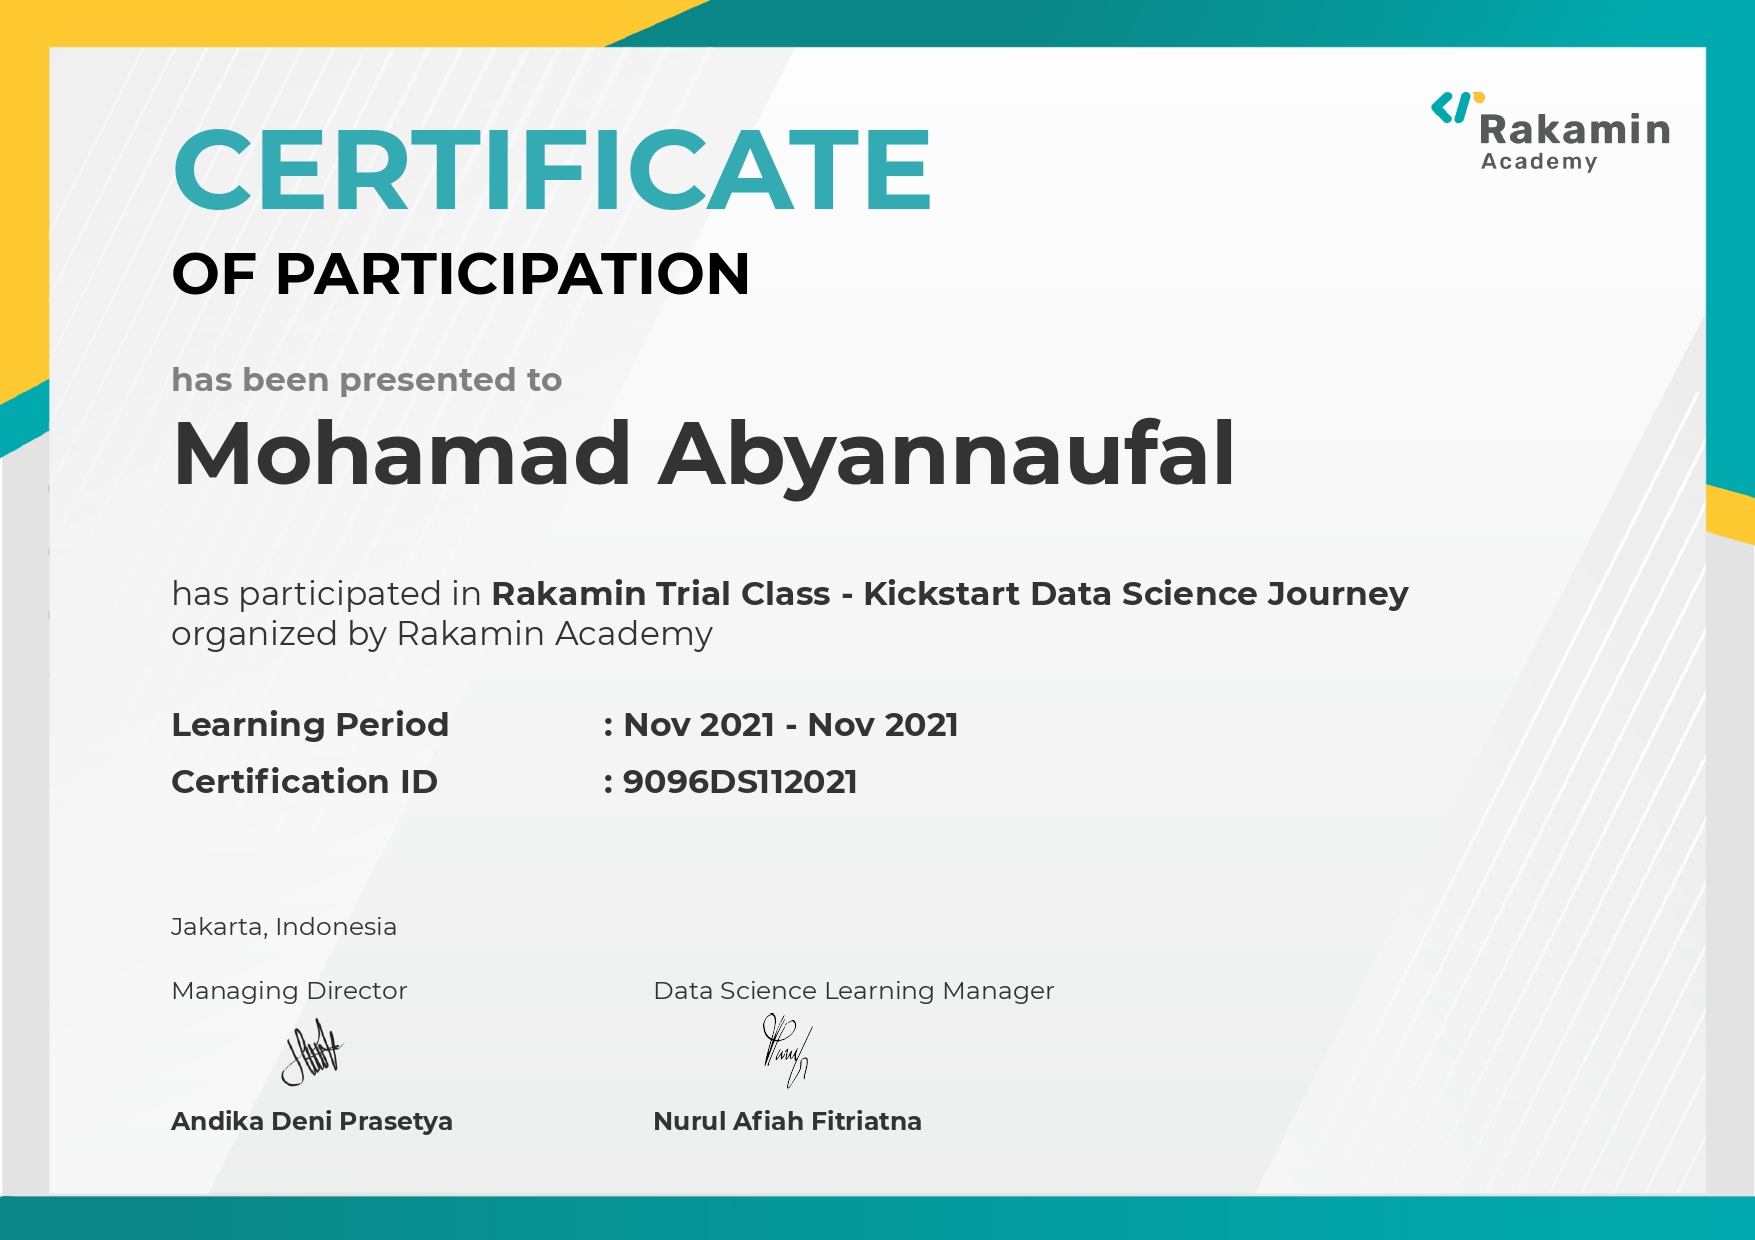 Rakamin
Academy
CERTIFICATE
OF PARTICIPATION
has been presented to
Mohamad Abyannaufal
has participated in Rakamin Trial Class - Kickstart Data Science Journey
organized by Rakamin Academy
Learning Period : Nov 2021 - Nov 2021
Certification ID : 9096DS112021
Jakarta, Indonesia
Managing Director
Andika Deni Prasetya
Data Science Learning Manager
Nurul Afiah Fitriatna